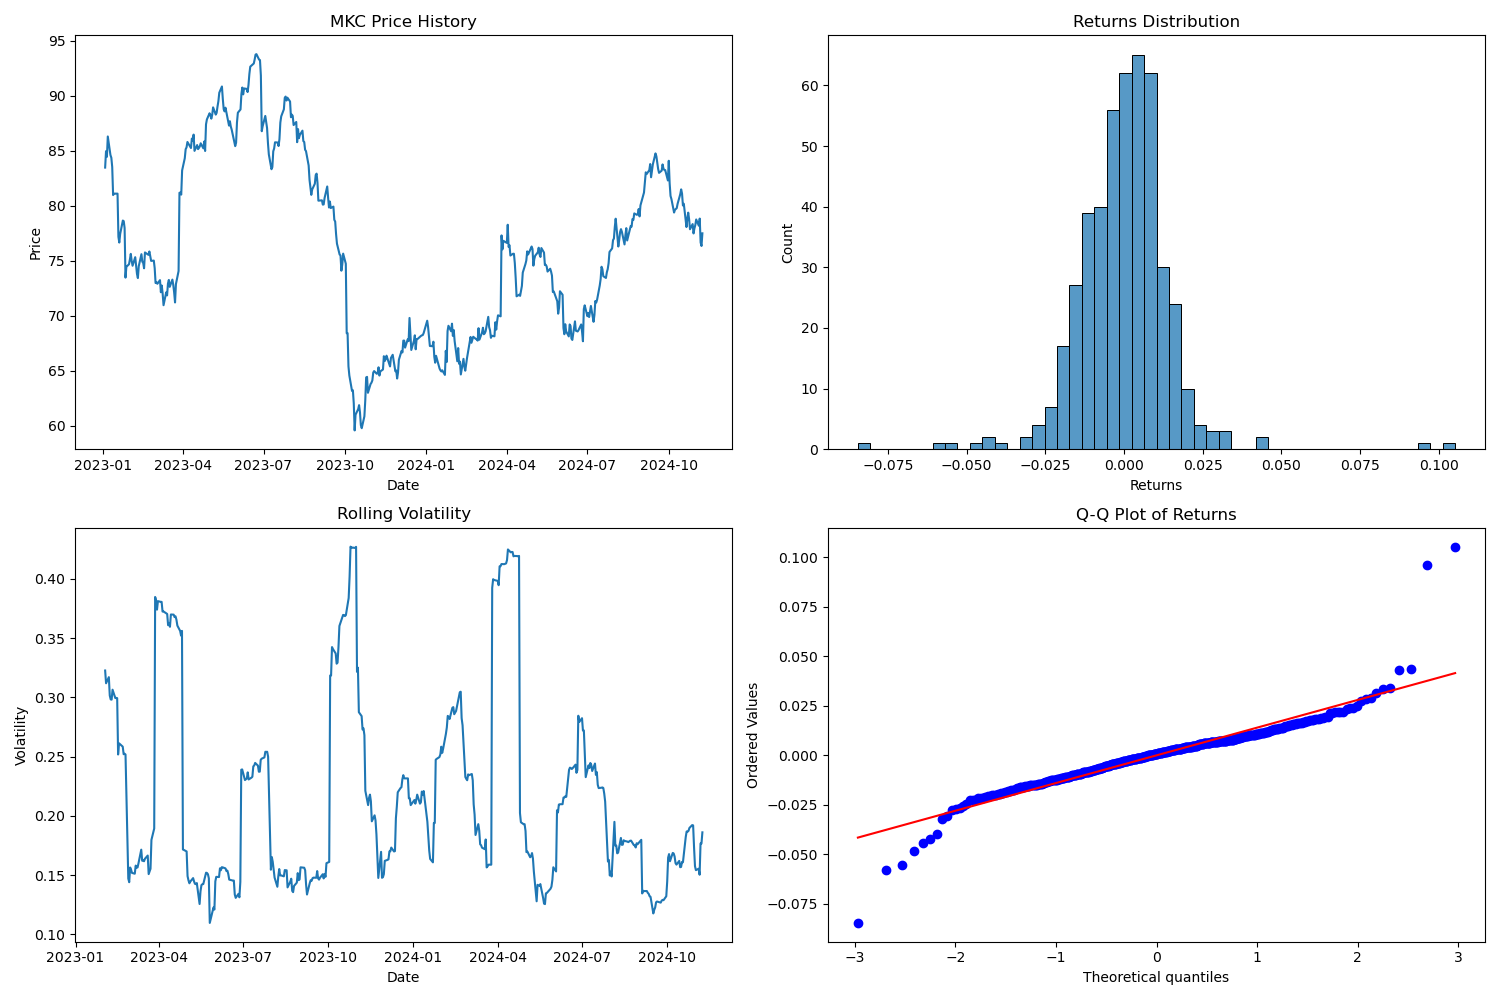 MKC Price History
95
90
85
80
75
70
65
60
Price
2023-01 2023-04 2023-07 2023-10 2024-01 2024-04 2024-07 2024-10
Date
Returns Distribution
60
50
40
30
20
10
0
Count
−0.075 −0.050 −0.025 0.000 0.025 0.050 0.075 0.100
Returns
Rolling Volatility
0.40
0.35
0.30
0.25
0.20
0.15
0.10
Volatility
2023-01 2023-04 2023-07 2023-10 2024-01 2024-04 2024-07 2024-10
Date
Q-Q Plot of Returns
0.100
0.075
0.050
0.025
0.000
−0.025
−0.050
−0.075
Ordered Values
−3 −2 −1 0 1 2 3
Theoretical quantiles